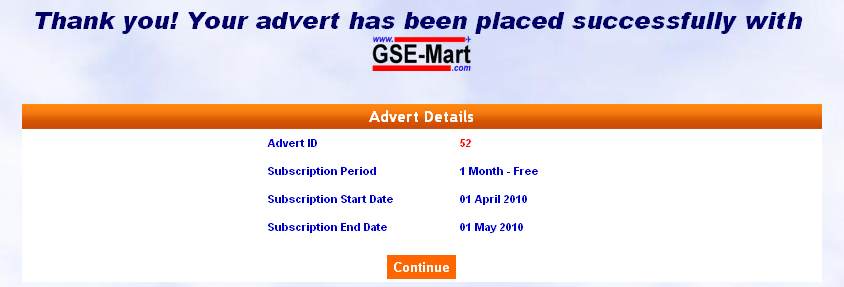 Thank you! Your advert has been placed successfully with
www.
GSE-Mart
.com
Advert Details
Advert ID 52
Subscription Period 1 Month - Free
Subscription Start Date 01 April 2010
Subscription End Date 01 May 2010
Continue